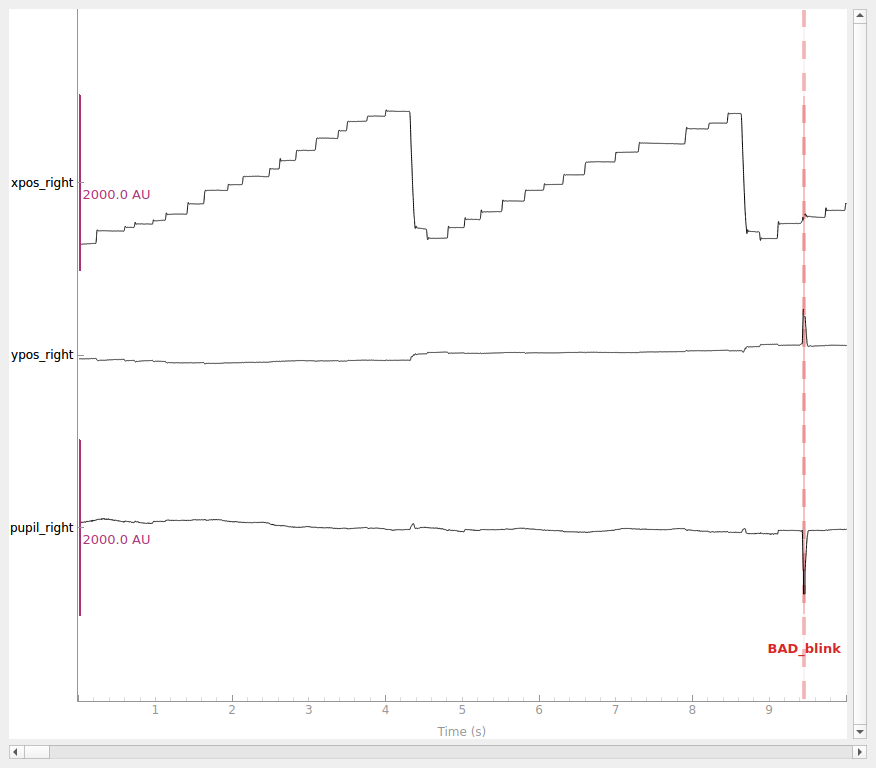 xpos_right
2000.0 AU
ypos_right
pupil_right
2000.0 AU
BAD_blink
1 2 3 4 5 6 7 8 9
Time (s)